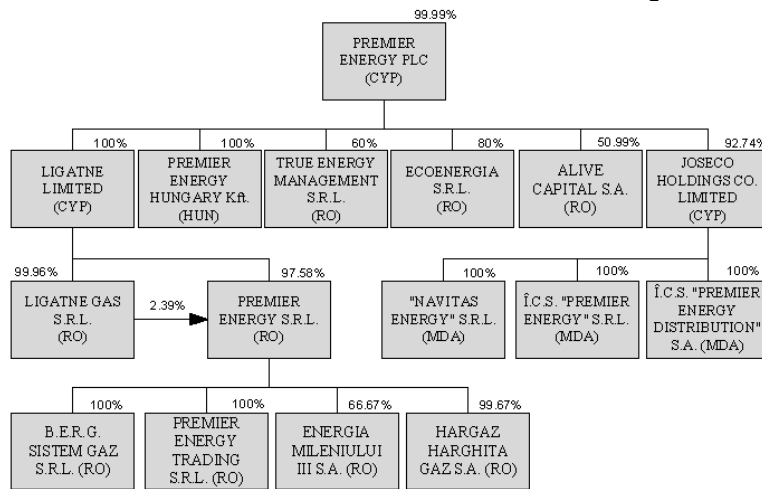 99.99%
PREMIER
ENERGY PLC
(CYP)
100%
LIGATNE
LIMITED
(CYP)
100%
PREMIER
ENERGY
HUNGARY Kft.
(HUN)
60%
TRUE ENERGY
MANAGEMENT
S.R.L.
(RO)
80%
ECOENERGIA
S.R.L.
(RO)
50.99%
ALIVE
CAPITAL S.A.
(RO)
92.74%
JOSECO
HOLDINGS CO.
LIMITED
(CYP)
99.96%
LIGATNE GAS
S.R.L.
(RO)
2.39%
97.58%
PREMIER
ENERGY S.R.L.
(RO)
100%
"NAVITAS
ENERGY" S.R.L.
(MDA)
100%
Î.C.S. "PREMIER
ENERGY" S.R.L.
(MDA)
100%
Î.C.S. "PREMIER
ENERGY
DISTRIBUTION"
S.A. (MDA)
100%
B.E.R.G.
SISTEM GAZ
S.R.L. (RO)
100%
PREMIER
ENERGY
TRADING
S.R.L. (RO)
66.67%
ENERGIA
MILENIULUI
III S.A. (RO)
99.67%
HARGAZ
HARGHITA
GAZ S.A. (RO)